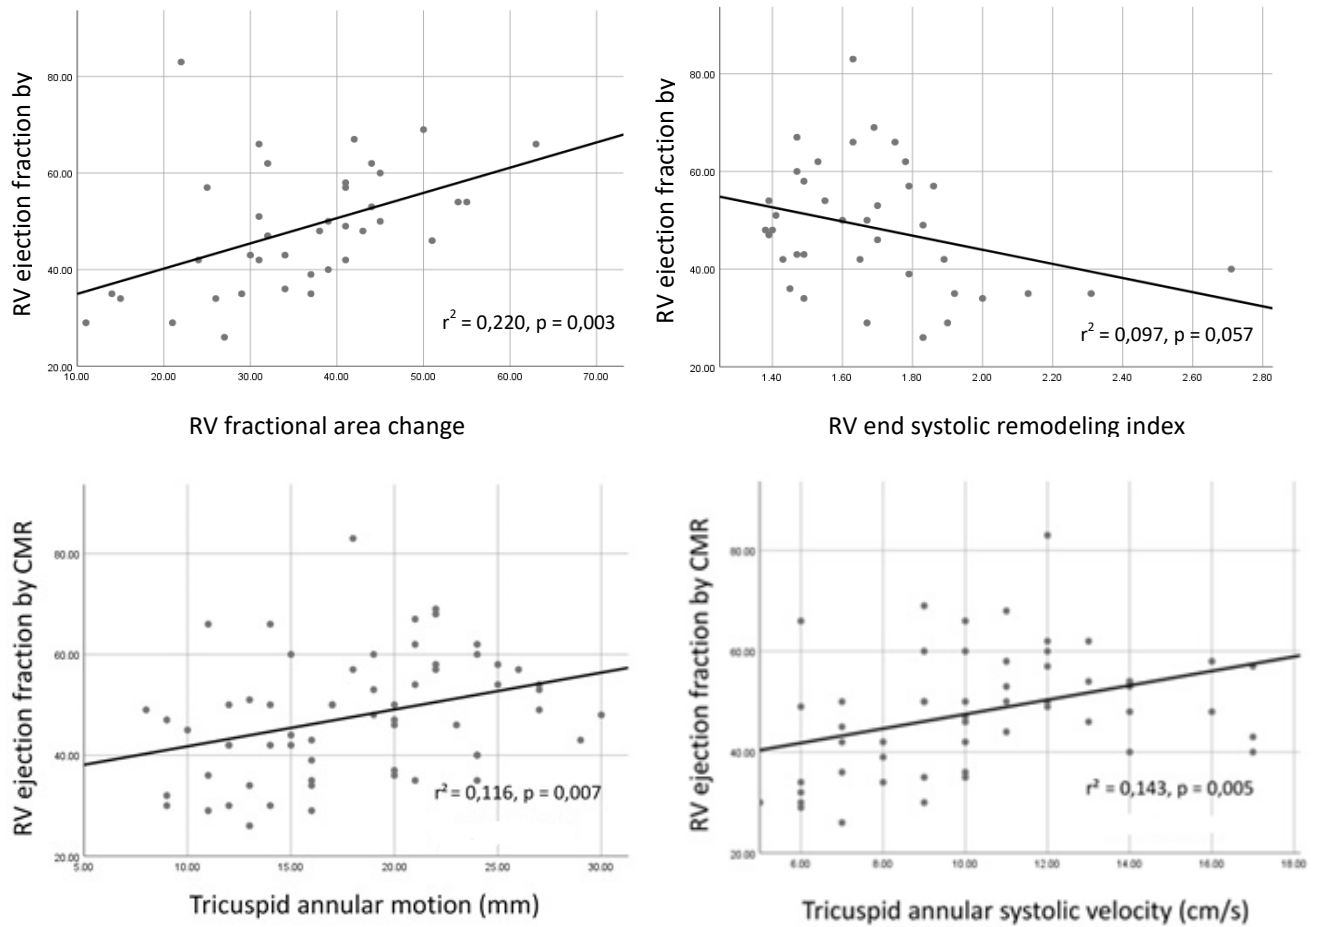 RV ejection fraction by
80.00
60.00
40.00
20.00
10.00 20.00 30.00 40.00 50.00 60.00 70.00
r² = 0,220, p = 0,003
RV fractional area change
RV ejection fraction by
80.00
60.00
40.00
20.00
1.40 1.60 1.80 2.00 2.20 2.40 2.60 2.80
r² = 0,097, p = 0,057
RV end systolic remodeling index
RV ejection fraction by CMR
80.00
60.00
40.00
20.00
5.00 10.00 15.00 20.00 25.00 30.00
r² = 0,116, p = 0,007
Tricuspid annular motion (mm)
RV ejection fraction by CMR
80.00
60.00
40.00
20.00
6.00 8.00 10.00 12.00 14.00 16.00 18.00
r² = 0,143, p = 0,005
Tricuspid annular systolic velocity (cm/s)